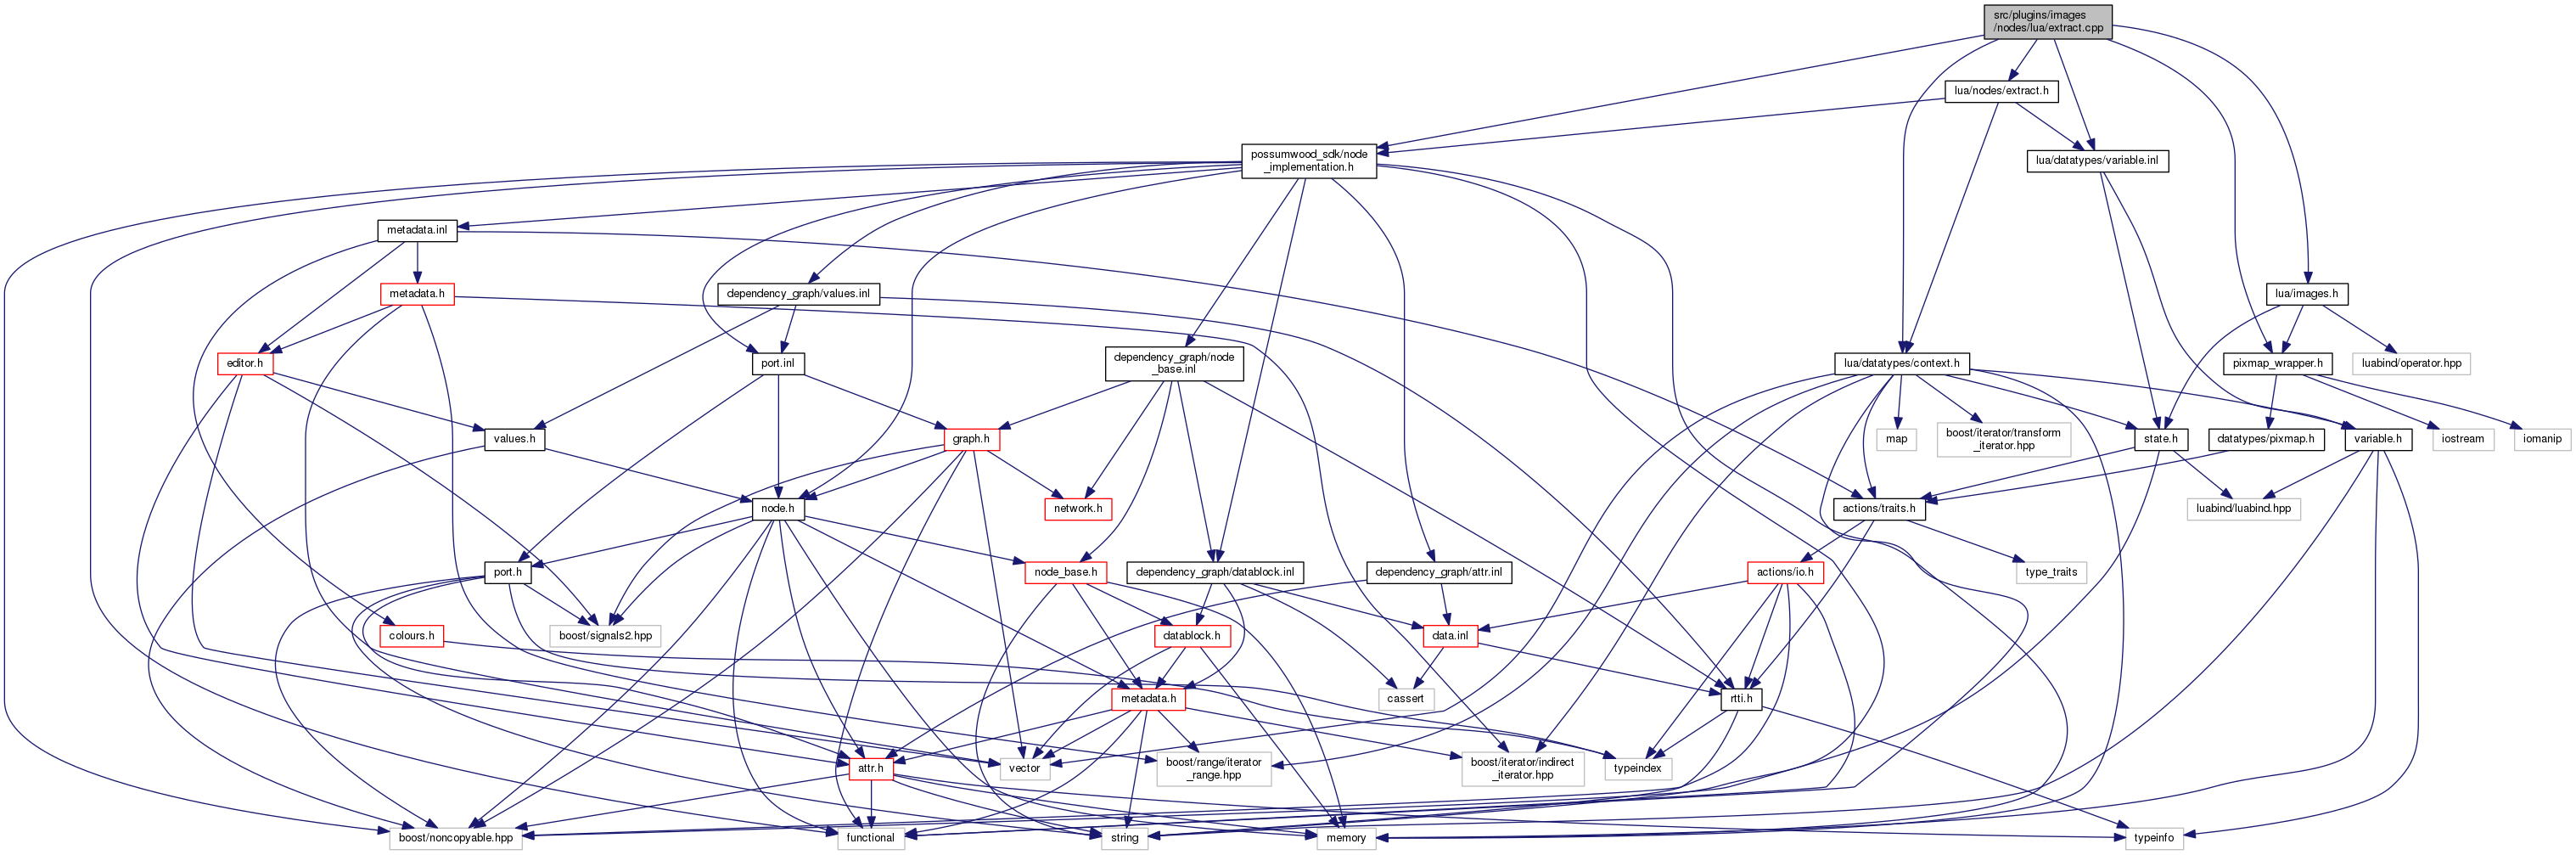 src/plugins/images
/nodes/lua/extract.cpp
lua/nodes/extract.h
possumwood_sdk/node
_implementation.h
lua/datatypes/variable.inl
metadata.inl
metadata.h
dependency_graph/values.inl
lua/images.h
editor.h
port.inl
dependency_graph/node
_base.inl
lua/datatypes/context.h
pixmap_wrapper.h
luabind/operator.hpp
values.h
graph.h
map
boost/iterator/transform
_iterator.hpp
state.h
datatypes/pixmap.h
variable.h
iostream
iomanip
node.h
network.h
actions/traits.h
luabind/luabind.hpp
port.h
node_base.h
dependency_graph/datablock.inl
dependency_graph/attr.inl
actions/io.h
type_traits
colours.h
boost/signals2.hpp
datablock.h
data.inl
metadata.h
cassert
rtti.h
attr.h
vector
boost/range/iterator
_range.hpp
boost/iterator/indirect
_iterator.hpp
typeindex
boost/noncopyable.hpp
functional
string
memory
typeinfo